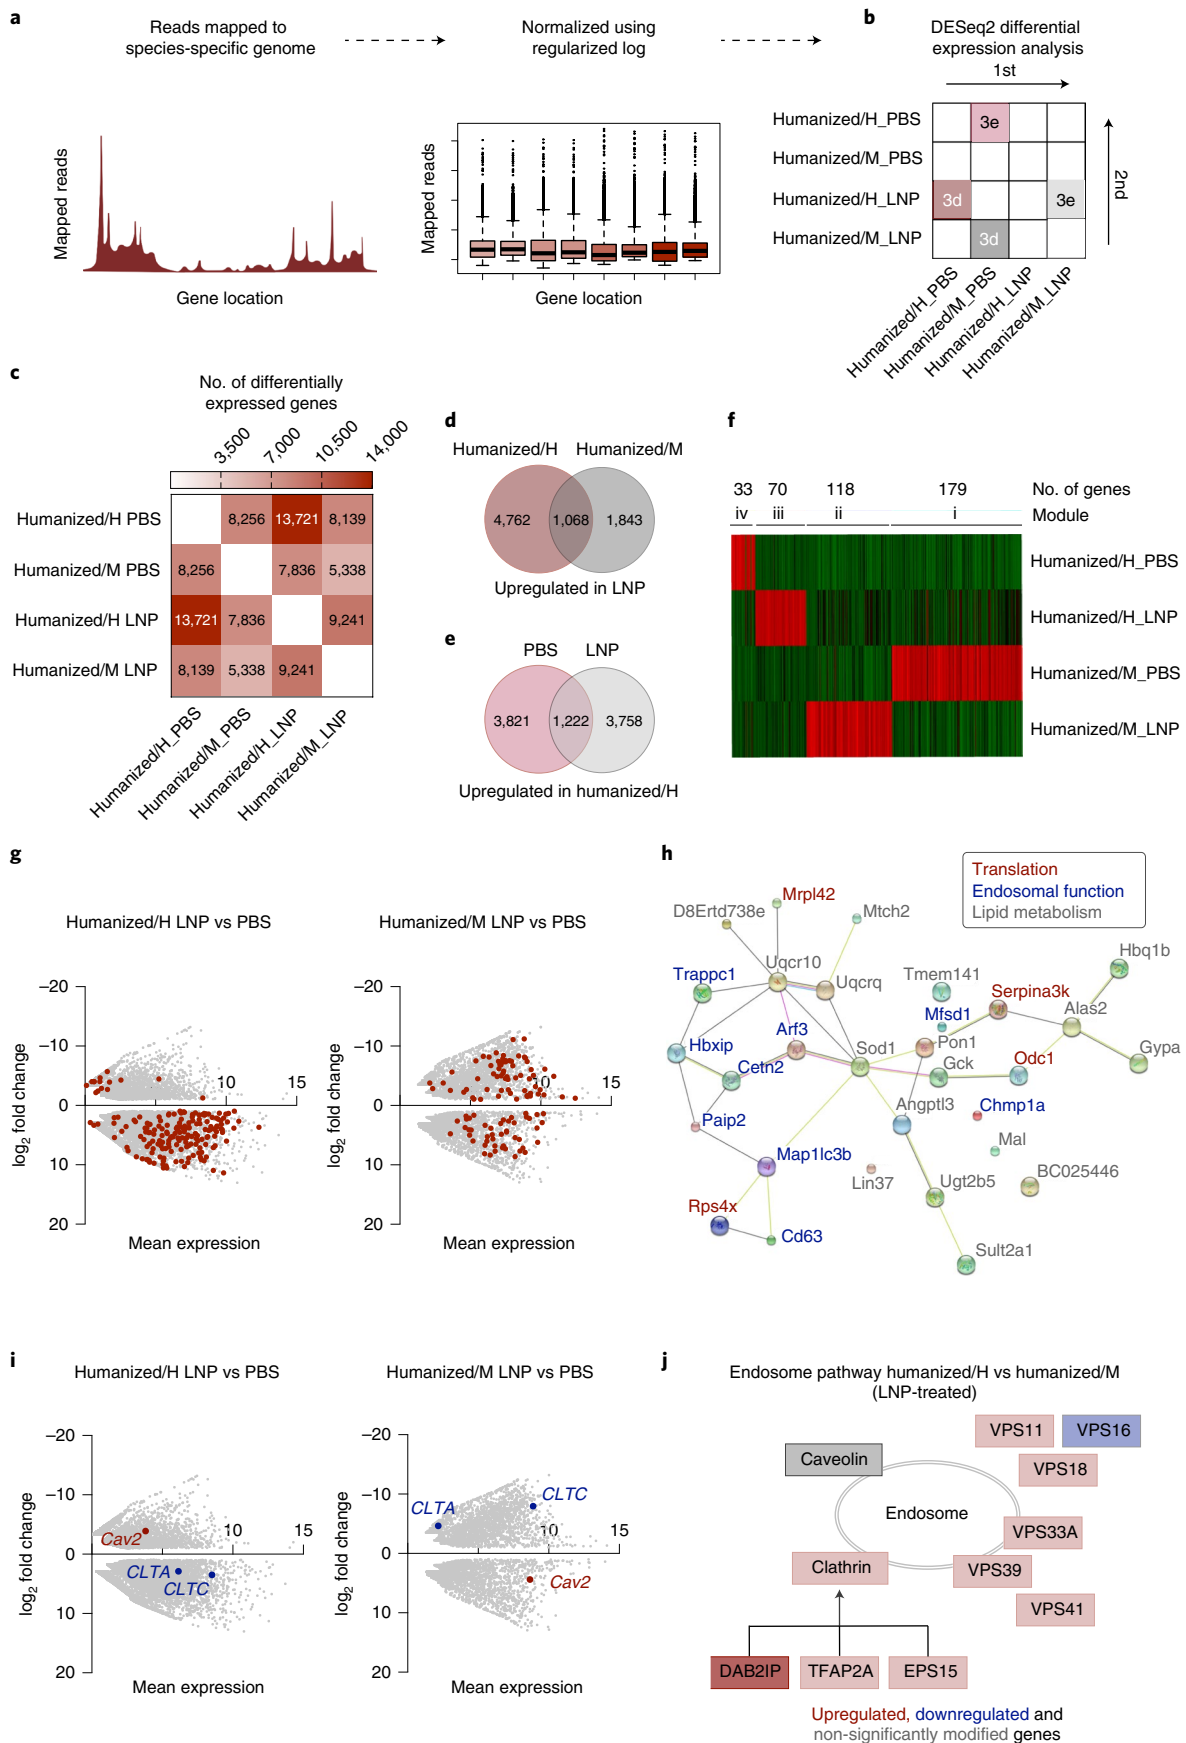 a
Reads mapped to
species-specific genome
Normalized using
regularized log
Mapped reads
Gene location
Mapped reads
Gene location
b
DESeq2 differential
expression analysis
1st
2nd
Humanized/H_PBS
3e
Humanized/M_PBS
Humanized/H_LNP
3d
3e
Humanized/M_LNP
3d
Humanized/H_PBS
Humanized/M_PBS
Humanized/H_LNP
Humanized/M_LNP
c
No. of differentially
expressed genes
3,500
7,000
10,500
14,000
Humanized/H PBS
8,256 13,721 8,139
Humanized/M PBS
8,256 7,836 5,338
Humanized/H LNP
13,721 7,836 9,241
Humanized/M LNP
8,139 5,338 9,241
Humanized/H_PBS
Humanized/M_PBS
Humanized/H_LNP
Humanized/M_LNP
d
Humanized/H Humanized/M
4,762 1,068 1,843
Upregulated in LNP
e
PBS LNP
3,821 1,222 3,758
Upregulated in humanized/H
f
33 70 118 179 No. of genes
iv iii ii i Module
Humanized/H_PBS
Humanized/H_LNP
Humanized/M_PBS
Humanized/M_LNP
g
Humanized/H LNP vs PBS
log2 fold change
–20
–10
0
10
20
10
15
Mean expression
Humanized/M LNP vs PBS
log2 fold change
–20
–10
0
10
20
10
15
Mean expression
h
Translation
Endosomal function
Lipid metabolism
Mrpl42
D8Ertd738e
Mtch2
Hbq1b
Uqcr10
Trappc1
Uqcrq
Tmem141
Serpina3k
Mfsd1
Alas2
Arf3
Hbxip
Sod1
Pon1
Gypa
Cetn2
Gck
Odc1
Angptl3
Chmp1a
Paip2
Mal
Map1lc3b
Lin37
Ugt2b5
BC025446
Rps4x
Cd63
Sult2a1
i
Humanized/H LNP vs PBS
log2 fold change
–20
–10
0
10
20
10
15
Cav2
CLTA
CLTC
Mean expression
Humanized/M LNP vs PBS
log2 fold change
–20
–10
0
10
20
10
15
CLTA
CLTC
Cav2
Mean expression
j
Endosome pathway humanized/H vs humanized/M
(LNP-treated)
VPS11
VPS16
Caveolin
VPS18
Endosome
VPS33A
Clathrin
VPS39
VPS41
DAB2IP
TFAP2A
EPS15
Upregulated, downregulated and
non-significantly modified genes